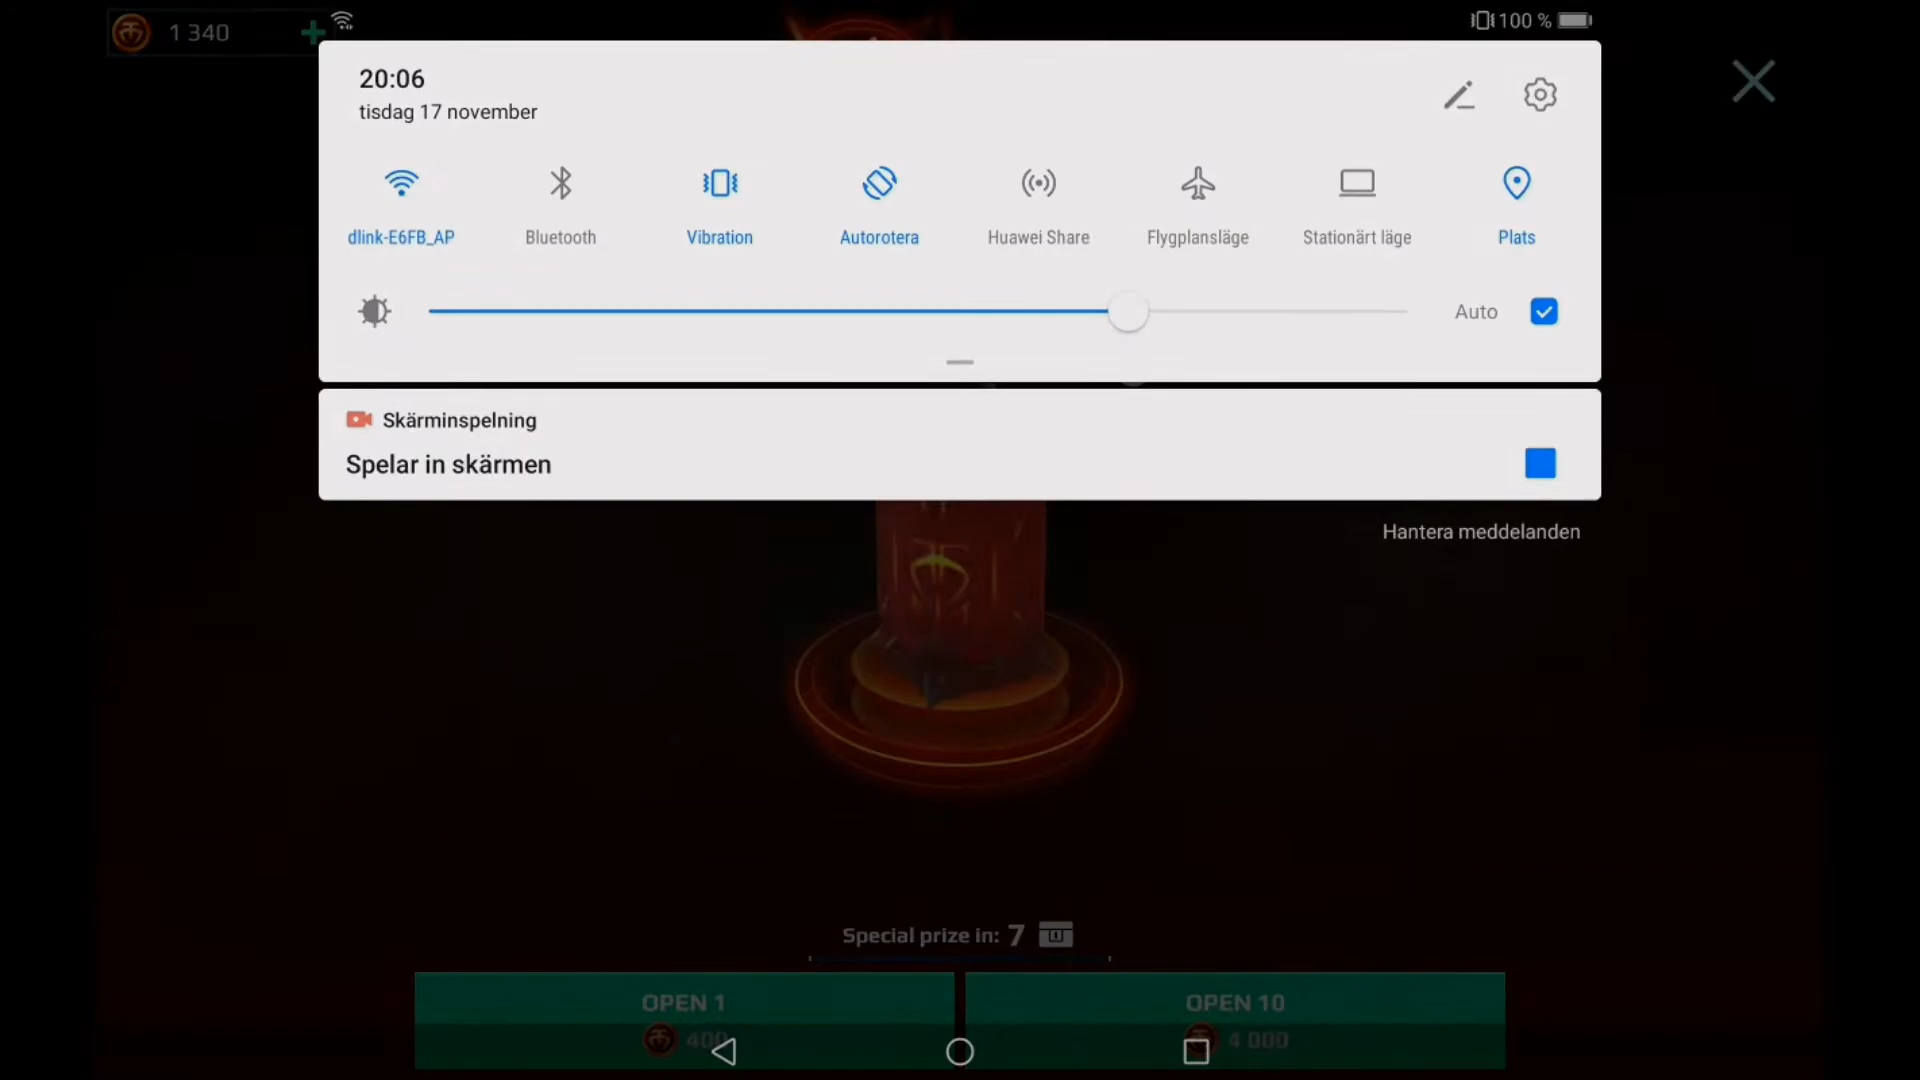 1 340
100 %
20:06
tisdag 17 november
dlink-E6FB_AP
Bluetooth
Vibration
Autorotera
Huawei Share
Flygplansläge
Stationärt läge
Plats
Auto
Skärminspelning
Spelar in skärmen
Hantera meddelanden
Special prize in: 7
OPEN 1
400
OPEN 10
4 000